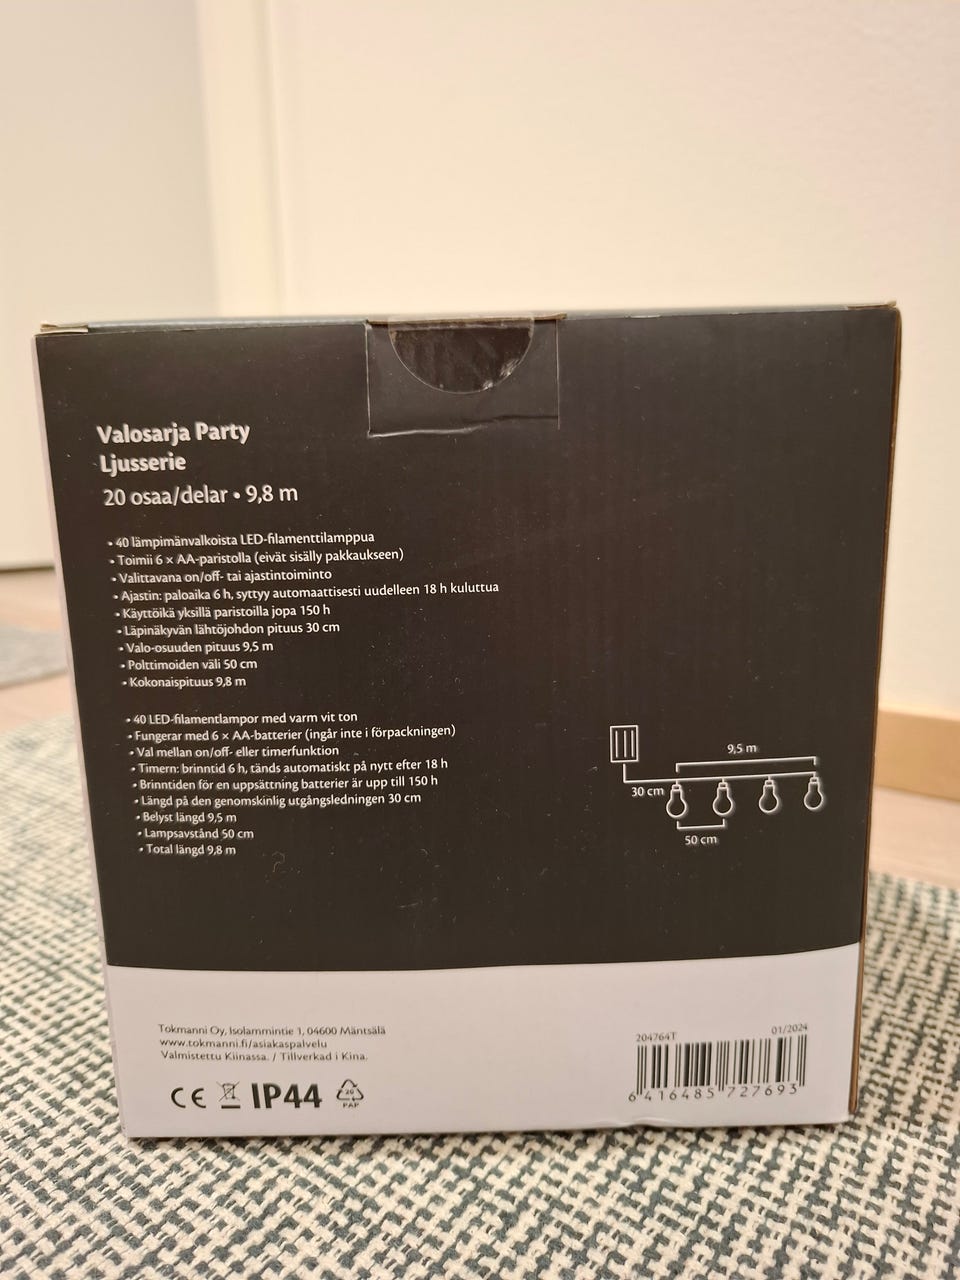 Valosarja Party
Ljusserie
20 osaa/delar • 9,8 m
• 40 lämpimänvalkoista LED-filamenttilamppua
• Toimii 6 × AA-paristolla (eivät sisälly pakkaukseen)
• Valittavana on/off- tai ajastintoiminto
• Ajastin: paloaika 6 h, syttyy automaattisesti uudelleen 18 h kuluttua
• Käyttöikä yksillä paristoilla jopa 150 h
• Läpinäkyvän lähtöjohdon pituus 30 cm
• Valo-osuuden pituus 9,5 m
• Polttimoiden väli 50 cm
• Kokonaispituus 9,8 m
• 40 LED-filamentlampor med varm vit ton
• Fungerar med 6 × AA-batterier (ingår inte i förpackningen)
• Val mellan on/off- eller timerfunktion
• Timern: brinntid 6 h, tänds automatiskt på nytt efter 18 h
• Brinntiden för en uppsättning batterier är upp till 150 h
• Längd på den genomskinlig utgångsledningen 30 cm
• Belyst längd 9,5 m
• Lampsavstånd 50 cm
• Total längd 9,8 m
9,5 m
30 cm
50 cm
Tokmanni Oy, Isolammintie 1, 04600 Mäntsälä
www.tokmanni.fi/asiakaspalvelu
Valmistettu Kiinassa. / Tillverkad i Kina.
CE IP44
20
PAP
204764T
01/2024
6 416485 727693